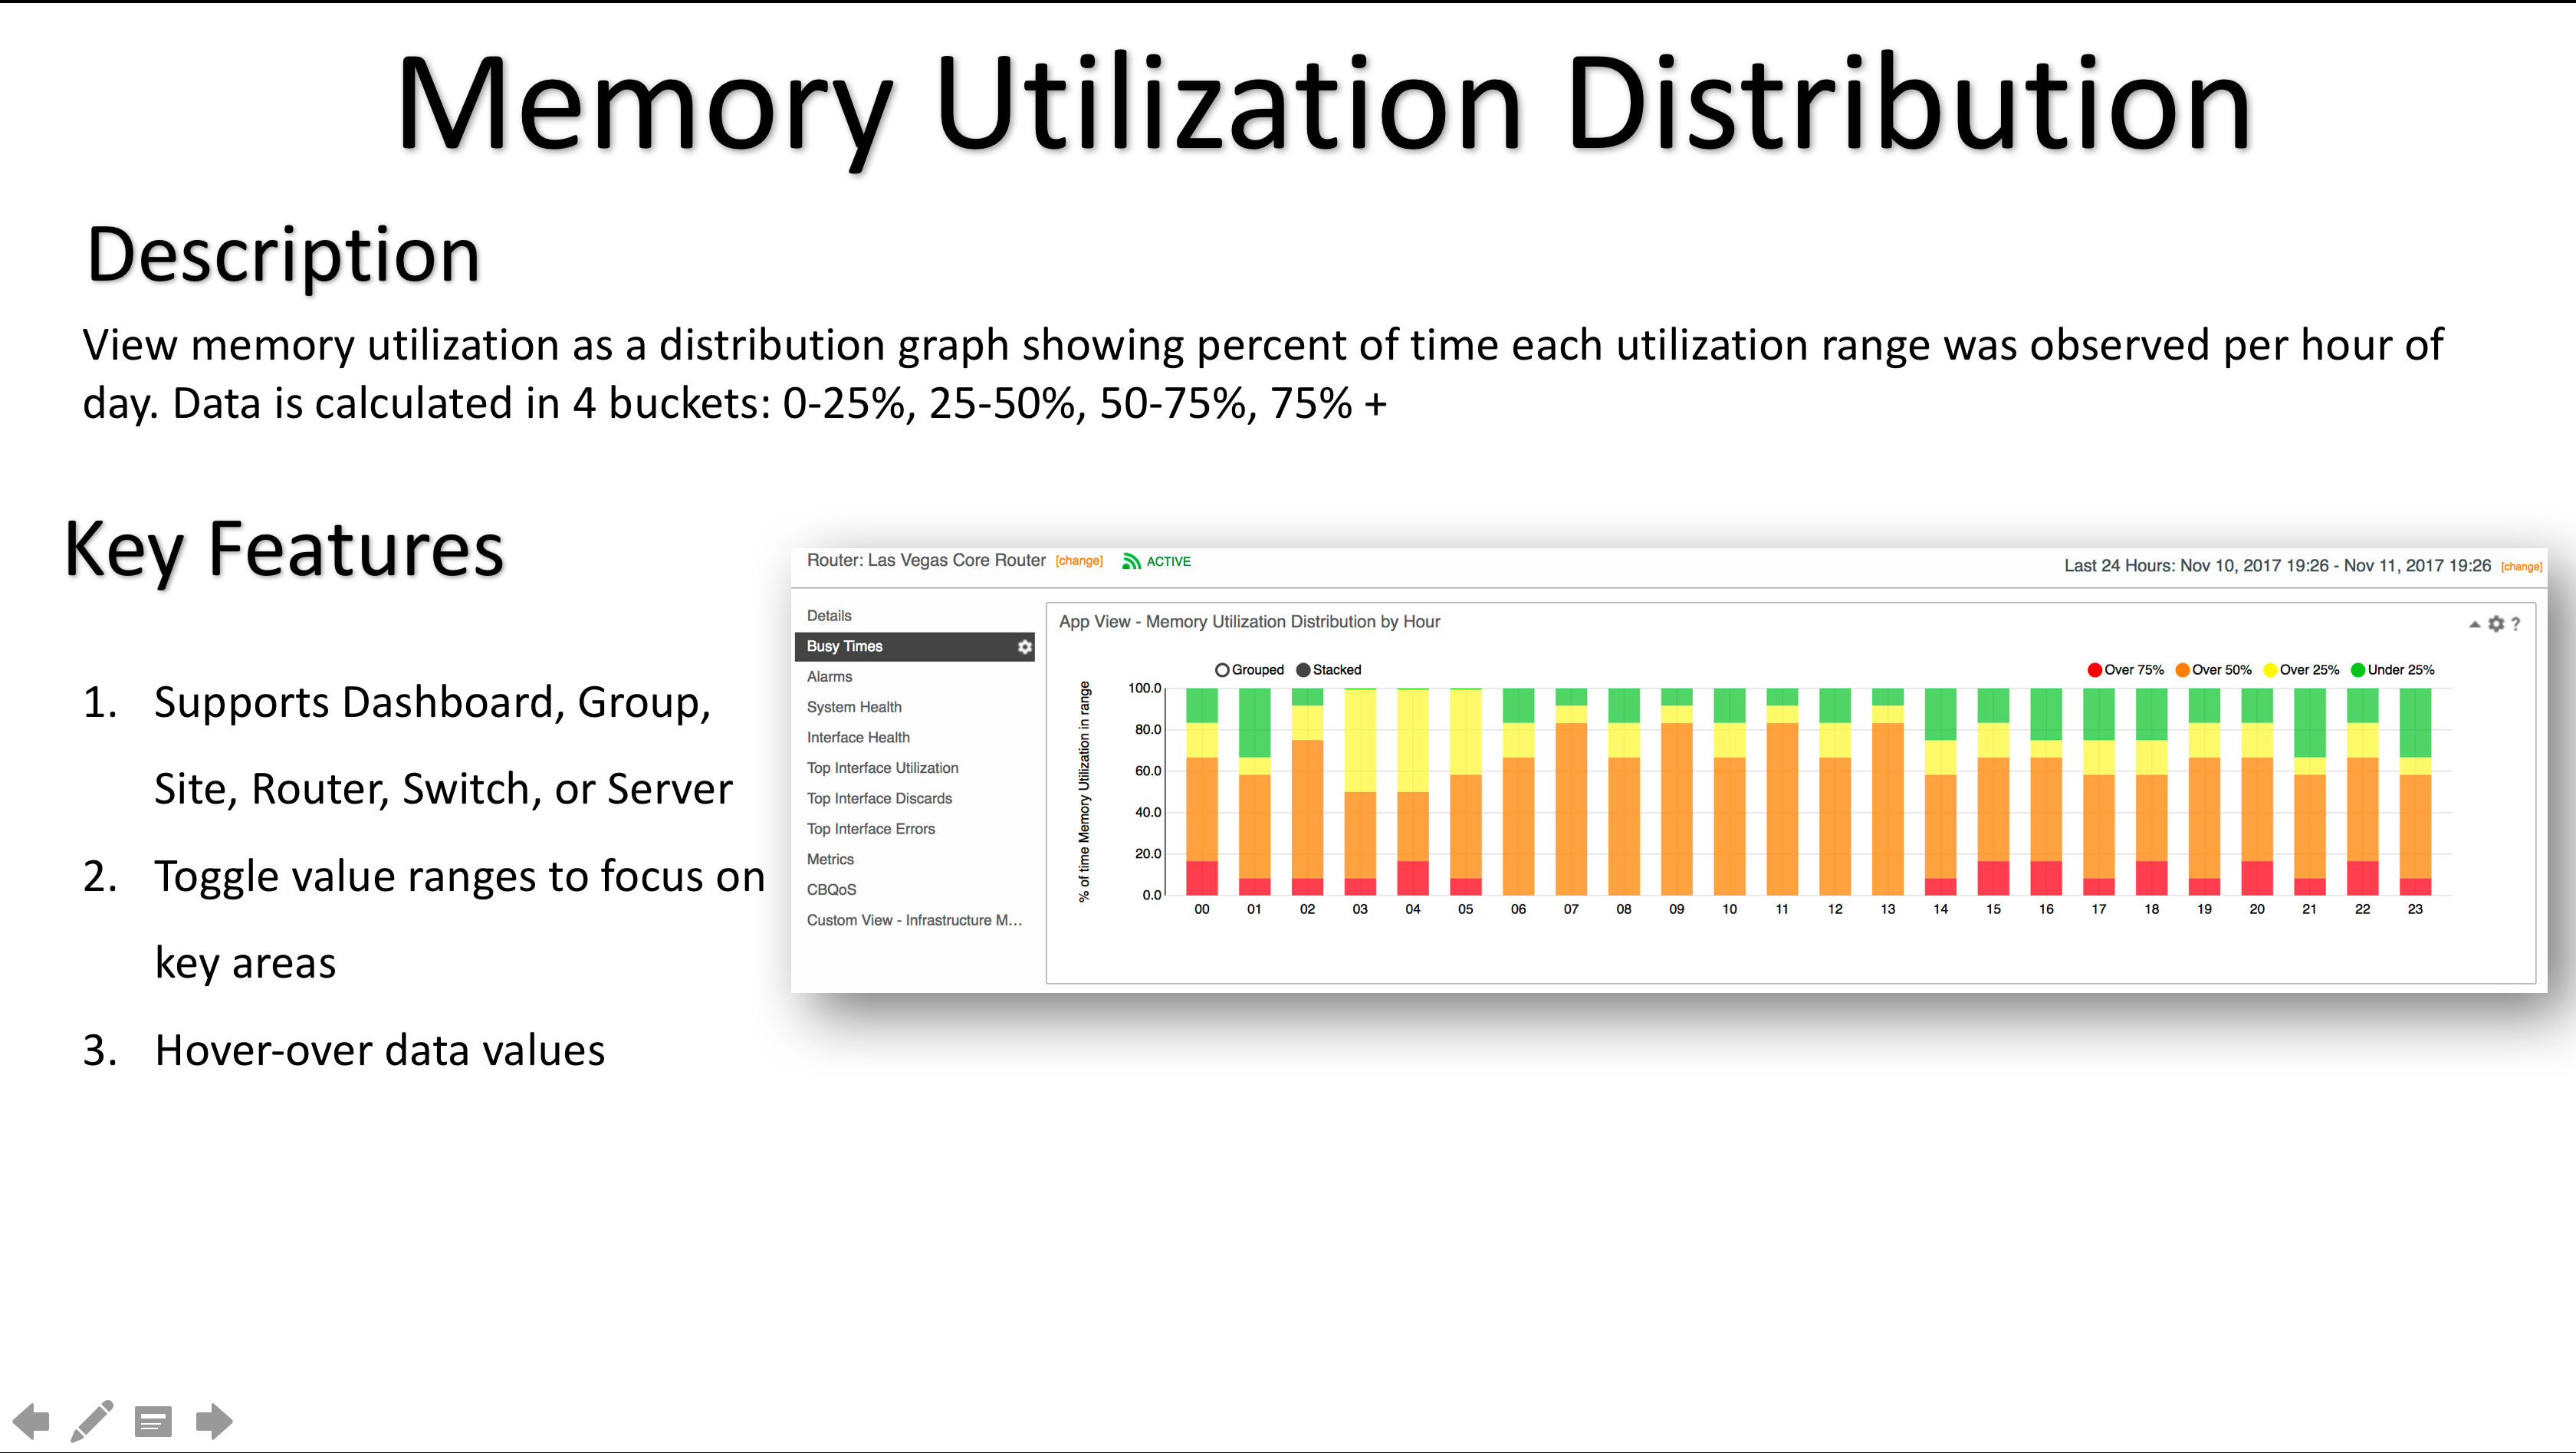 Memory Utilization Distribution
Description
View memory utilization as a distribution graph showing percent of time each utilization range was observed per hour of
day. Data is calculated in 4 buckets: 0-25%, 25-50%, 50-75%, 75% +
Key Features
1. Supports Dashboard, Group,
Site, Router, Switch, or Server
2. Toggle value ranges to focus on
key areas
3. Hover-over data values
Router: Las Vegas Core Router [change] ACTIVE
Last 24 Hours: Nov 10, 2017 19:26 - Nov 11, 2017 19:26 [change]
Details
Busy Times
Alarms
System Health
Interface Health
Top Interface Utilization
Top Interface Discards
Top Interface Errors
Metrics
CBQoS
Custom View - Infrastructure M...
App View - Memory Utilization Distribution by Hour
?
Grouped Stacked
Over 75% Over 50% Over 25% Under 25%
% of time Memory Utilization in range
100.0
80.0
60.0
40.0
20.0
0.0
00 01 02 03 04 05 06 07 08 09 10 11 12 13 14 15 16 17 18 19 20 21 22 23